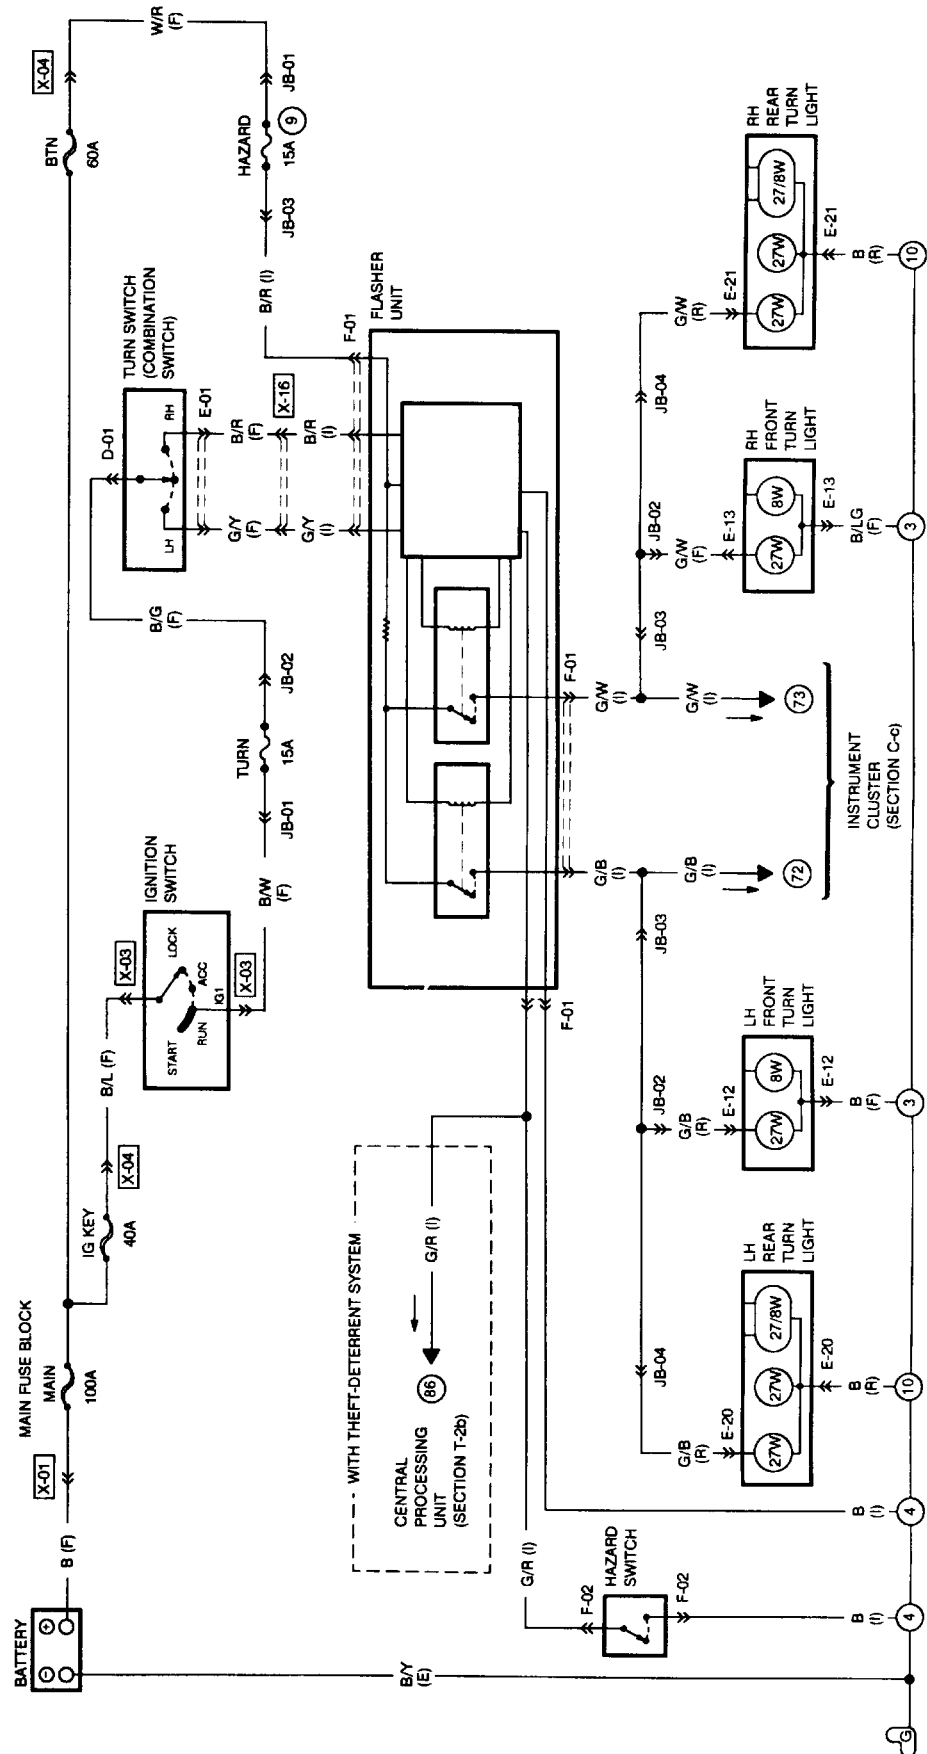 W/R
(F)
X-04
BTN
60A
JB-01
HAZARD
15A
9
JB-03
B/R (I)
TURN SWITCH
(COMBINATION
SWITCH)
D-01
RH
LH
E-01
B/R
(F)
G/Y
(F)
X-16
B/R
(I)
G/Y
(I)
F-01
FLASHER
UNIT
B/G
(F)
JB-02
TURN
15A
JB-01
B/W
(F)
IGNITION
SWITCH
X-03
LOCK
ACC
IG1
RUN
START
X-03
B/L (F)
X-04
IG KEY
40A
MAIN FUSE BLOCK
MAIN
100A
X-01
B (F)
BATTERY
⊖
⊕
B/Y
(E)
G
RH
REAR
TURN
LIGHT
27/8W
27W
27W
E-21
E-21
B
(R)
10
G/W
(R)
JB-04
RH
FRONT
TURN
LIGHT
8W
27W
E-13
E-13
B/LG
(F)
3
JB-02
G/W
(F)
JB-03
F-01
G/W
(I)
G/W
(I)
73
INSTRUMENT
CLUSTER
(SECTION C-c)
G/B
(I)
G/B
(I)
72
JB-03
F-01
LH
FRONT
TURN
LIGHT
8W
27W
E-12
E-12
B
(F)
3
JB-02
G/B
(R)
LH
REAR
TURN
LIGHT
27/8W
27W
27W
E-20
E-20
B
(R)
10
JB-04
G/B
(R)
WITH THEFT-DETERRENT SYSTEM
G/R (I)
86
CENTRAL
PROCESSING
UNIT
(SECTION T-2b)
G/R (I)
HAZARD
SWITCH
F-02
F-02
B
(I)
4
B
(I)
4